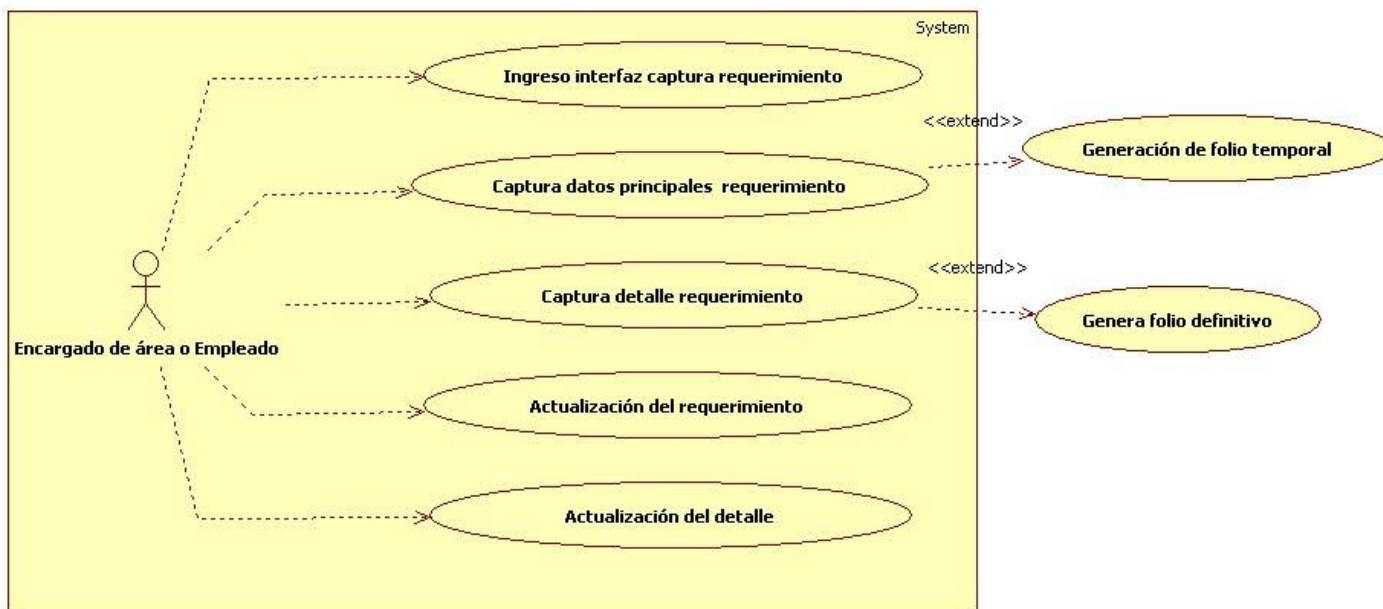 System
Ingreso interfaz captura requerimiento
<<extend>>
Generación de folio temporal
Captura datos principales requerimiento
<<extend>>
Captura detalle requerimiento
Genera folio definitivo
Encargado de área o Empleado
Actualización del requerimiento
Actualización del detalle